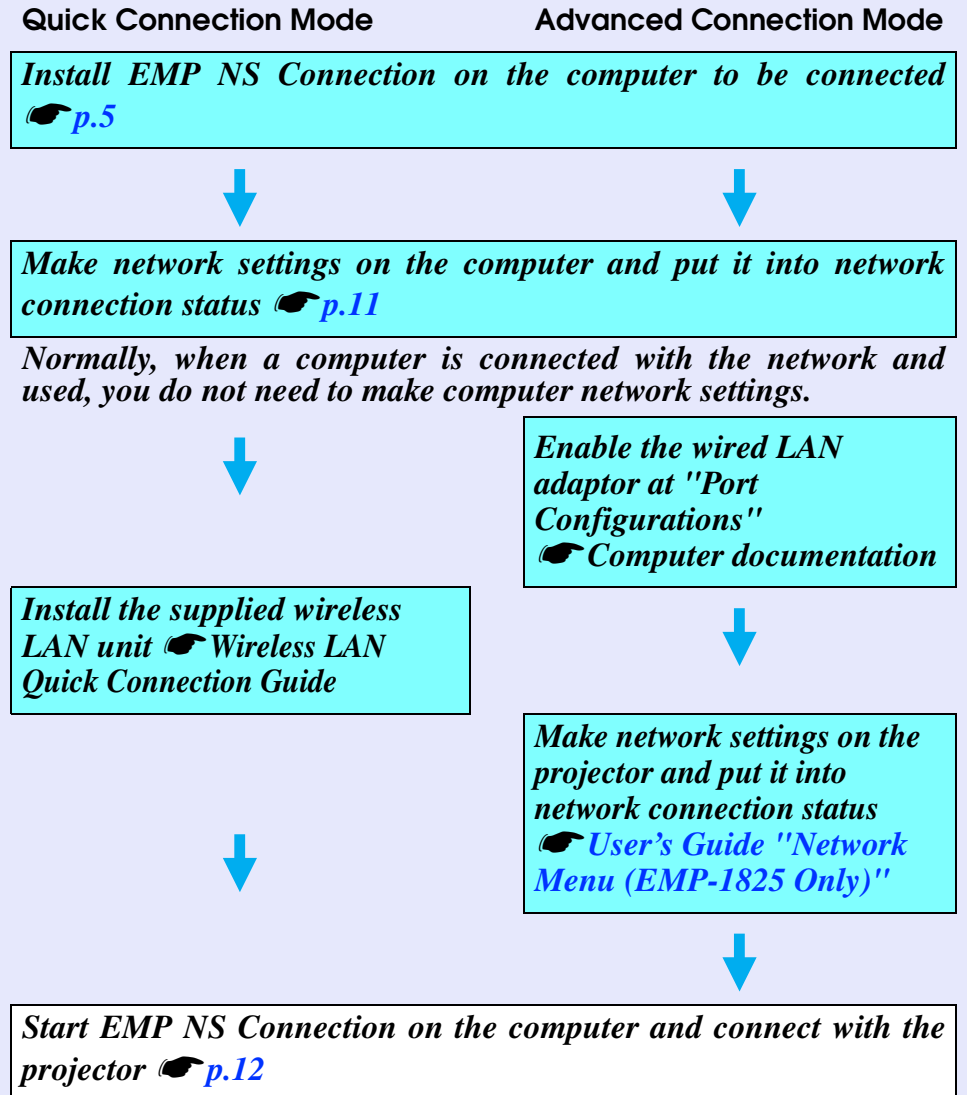 Quick Connection Mode
Advanced Connection Mode
Install EMP NS Connection on the computer to be connected
☛ p.5
Make network settings on the computer and put it into network
connection status ☛ p.11
Normally, when a computer is connected with the network and
used, you do not need to make computer network settings.
Enable the wired LAN
adaptor at "Port
Configurations"
☛ Computer documentation
Install the supplied wireless
LAN unit ☛ Wireless LAN
Quick Connection Guide
Make network settings on the
projector and put it into
network connection status
☛ User's Guide "Network
Menu (EMP-1825 Only)"
Start EMP NS Connection on the computer and connect with the
projector ☛ p.12